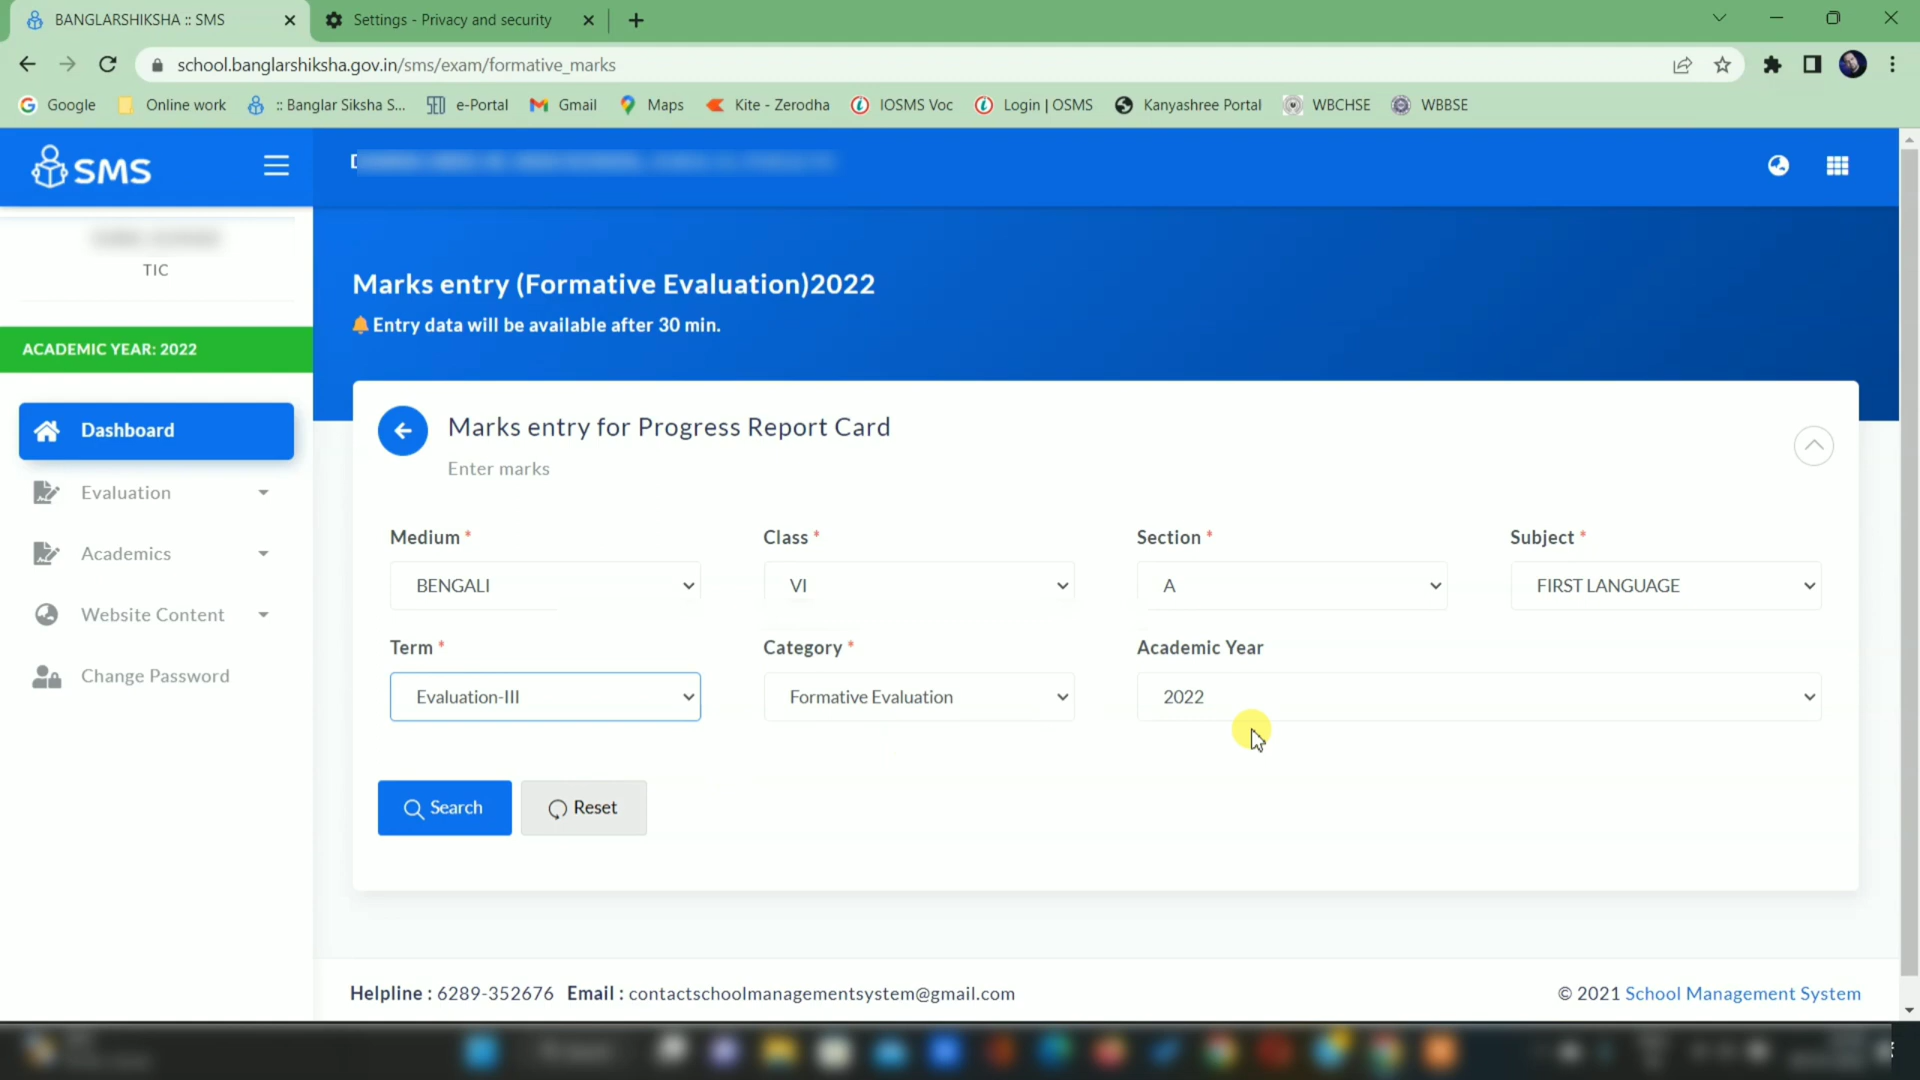 BANGLARSHIKSHA :: SMS
Settings - Privacy and security
school.banglarshiksha.gov.in/sms/exam/formative_marks
Google
Online work
:: Banglar Siksha S...
e-Portal
Gmail
Maps
Kite - Zerodha
IOSMS Voc
Login | OSMS
Kanyashree Portal
WBCHSE
WBBSE
SMS
TIC
ACADEMIC YEAR: 2022
Dashboard
Evaluation
Academics
Website Content
Change Password
Marks entry (Formative Evaluation)2022
Entry data will be available after 30 min.
Marks entry for Progress Report Card
Enter marks
Medium * Class * Section * Subject *
BENGALI VI A FIRST LANGUAGE
Term * Category * Academic Year
Evaluation-III Formative Evaluation 2022
Search Reset
Helpline : 6289-352676 Email : contactschoolmanagementsystem@gmail.com
© 2021 School Management System